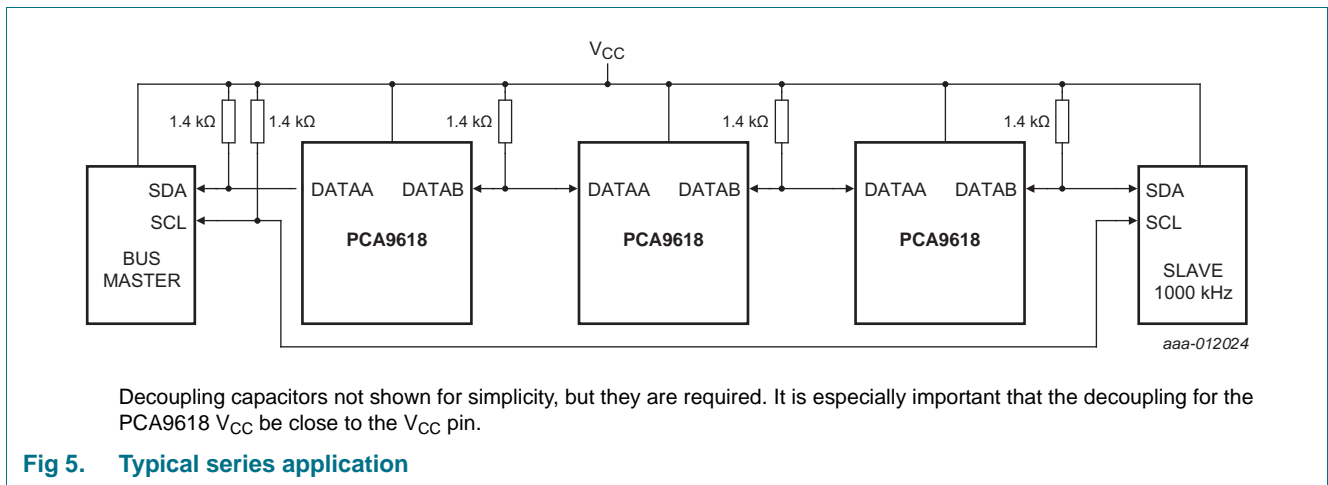 V_CC
1.4 kΩ 1.4 kΩ 1.4 kΩ 1.4 kΩ 1.4 kΩ
SDA DATAA DATAB DATAA DATAB DATAA DATAB SDA
SCL SCL
BUS
MASTER
PCA9618 PCA9618 PCA9618
SLAVE
1000 kHz
aaa-012024
Decoupling capacitors not shown for simplicity, but they are required. It is especially important that the decoupling for the
PCA9618 V_CC be close to the V_CC pin.
Fig 5. Typical series application